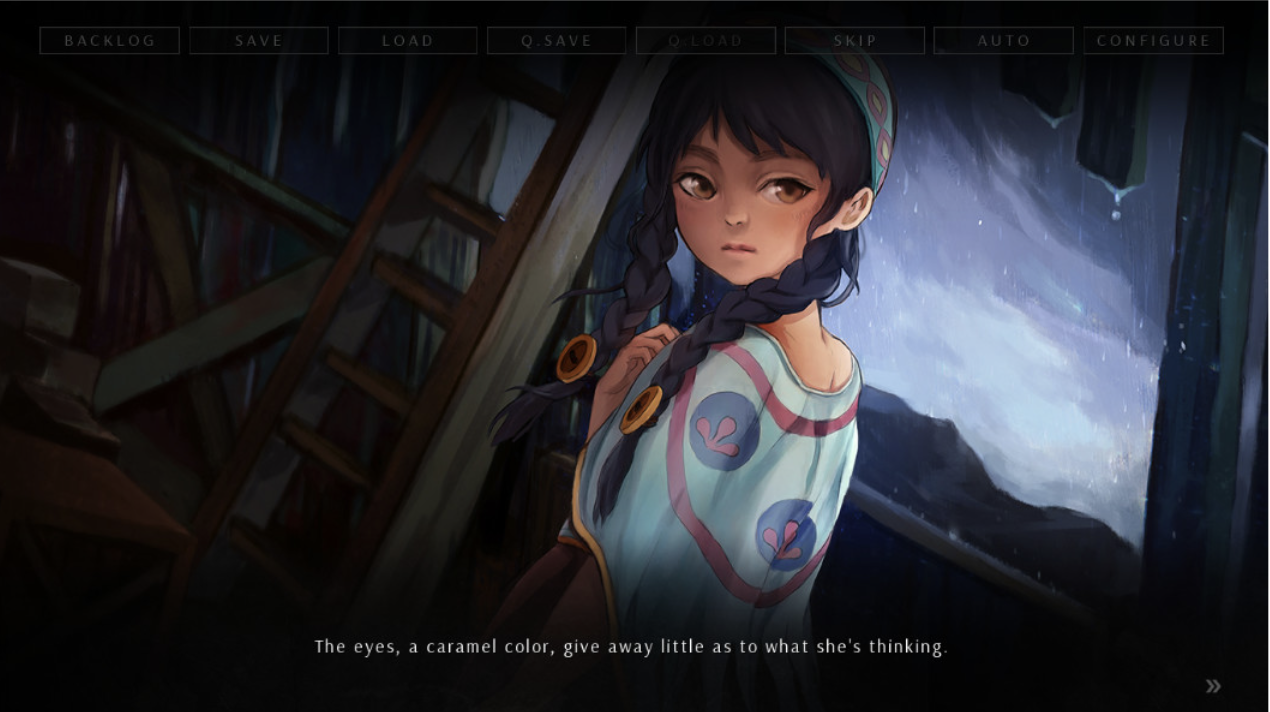 BACKLOG SAVE LOAD Q.SAVE Q.LOAD SKIP AUTO CONFIGURE
The eyes, a caramel color, give away little as to what she's thinking.
»